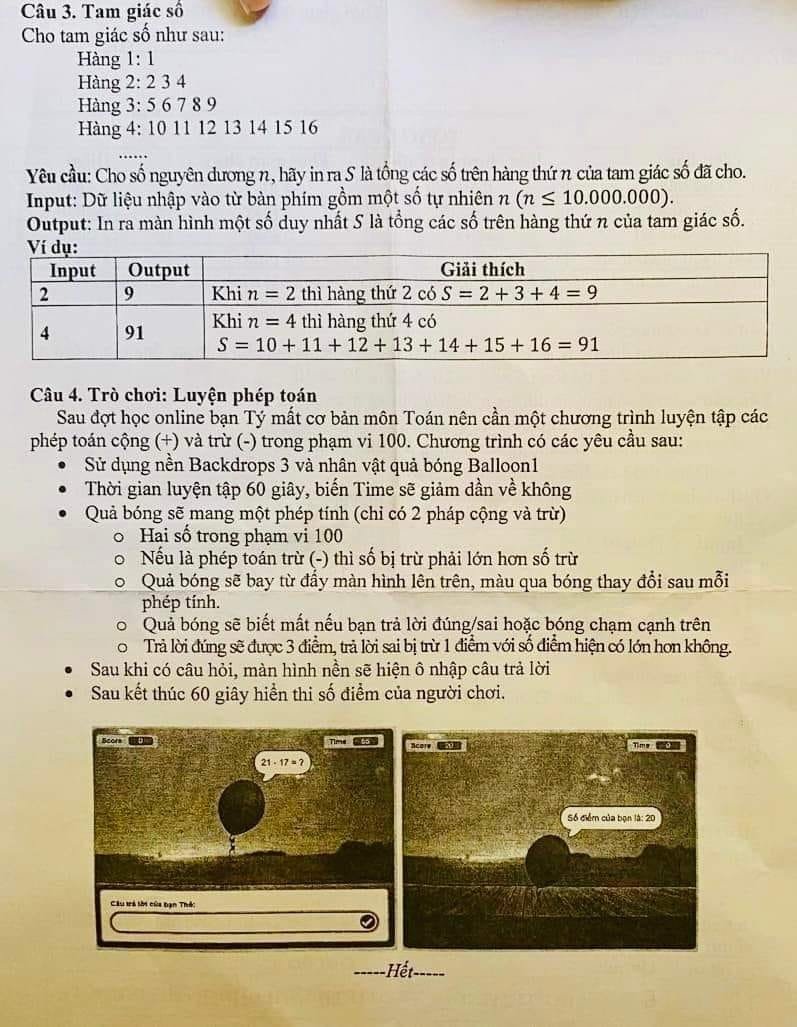 Câu 3. Tam giác số
Cho tam giác số như sau:
Hàng 1: 1
Hàng 2: 2 3 4
Hàng 3: 5 6 7 8 9
Hàng 4: 10 11 12 13 14 15 16
......
Yêu cầu: Cho số nguyên dương n, hãy in ra S là tổng các số trên hàng thứ n của tam giác số đã cho.
Input: Dữ liệu nhập vào từ bàn phím gồm một số tự nhiên n (n ≤ 10.000.000).
Output: In ra màn hình một số duy nhất S là tổng các số trên hàng thứ n của tam giác số.
Ví dụ:
Input Output Giải thích
2 9 Khi n = 2 thì hàng thứ 2 có S = 2 + 3 + 4 = 9
4 91 Khi n = 4 thì hàng thứ 4 có
S = 10 + 11 + 12 + 13 + 14 + 15 + 16 = 91
Câu 4. Trò chơi: Luyện phép toán
Sau đợt học online bạn Tý mất cơ bản môn Toán nên cần một chương trình luyện tập các
phép toán cộng (+) và trừ (-) trong phạm vi 100. Chương trình có các yêu cầu sau:
• Sử dụng nền Backdrops 3 và nhân vật quả bóng Balloon1
• Thời gian luyện tập 60 giây, biến Time sẽ giảm dần về không
• Quả bóng sẽ mang một phép tính (chỉ có 2 pháp cộng và trừ)
o Hai số trong phạm vi 100
o Nếu là phép toán trừ (-) thì số bị trừ phải lớn hơn số trừ
o Quả bóng sẽ bay từ đấy màn hình lên trên, màu qua bóng thay đổi sau mỗi
phép tính.
o Quả bóng sẽ biết mất nếu bạn trả lời đúng/sai hoặc bóng chạm cạnh trên
o Trả lời đúng sẽ được 3 điểm, trả lời sai bị trừ 1 điểm với số điểm hiện có lớn hơn không.
• Sau khi có câu hỏi, màn hình nền sẽ hiện ô nhập câu trả lời
• Sau kết thúc 60 giây hiển thi số điểm của người chơi.
Score 0 Time 55
21 - 17 = ?
Câu trả lời của bạn Thế:
Score 20 Time 0
Số điểm của bạn là: 20
-----Hết-----